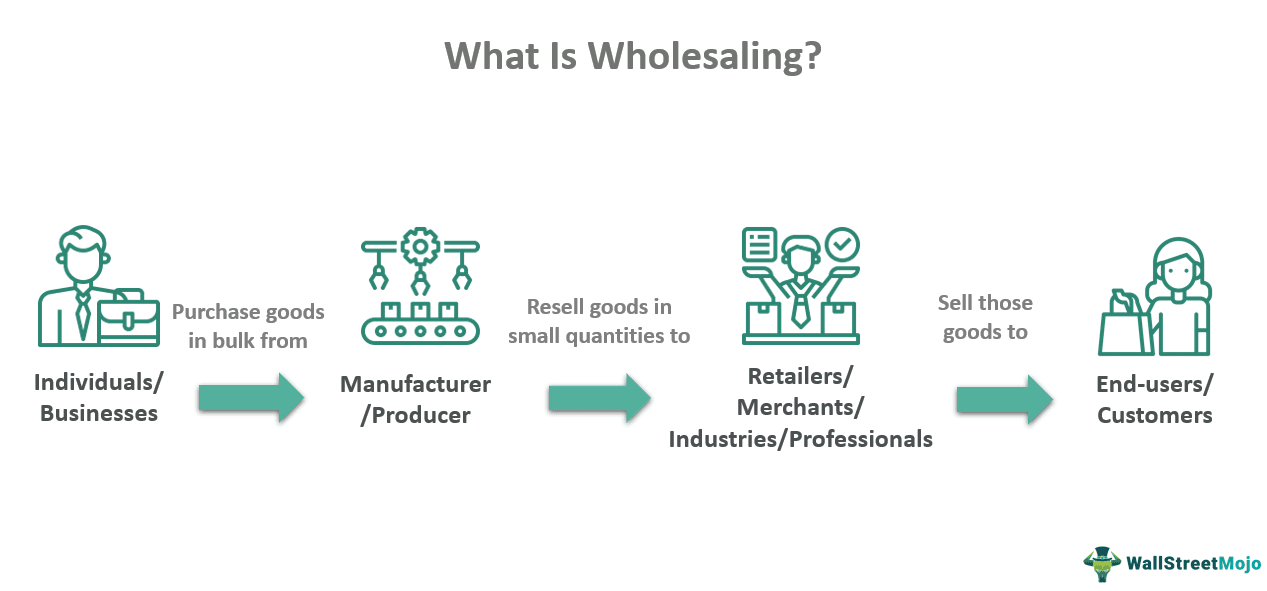 What Is Wholesaling?
Purchase goods
in bulk from
Individuals/
Businesses
Manufacturer
/Producer
Resell goods in
small quantities to
Retailers/
Merchants/
Industries/Professionals
Sell those
goods to
End-users/
Customers
WallStreetMojo